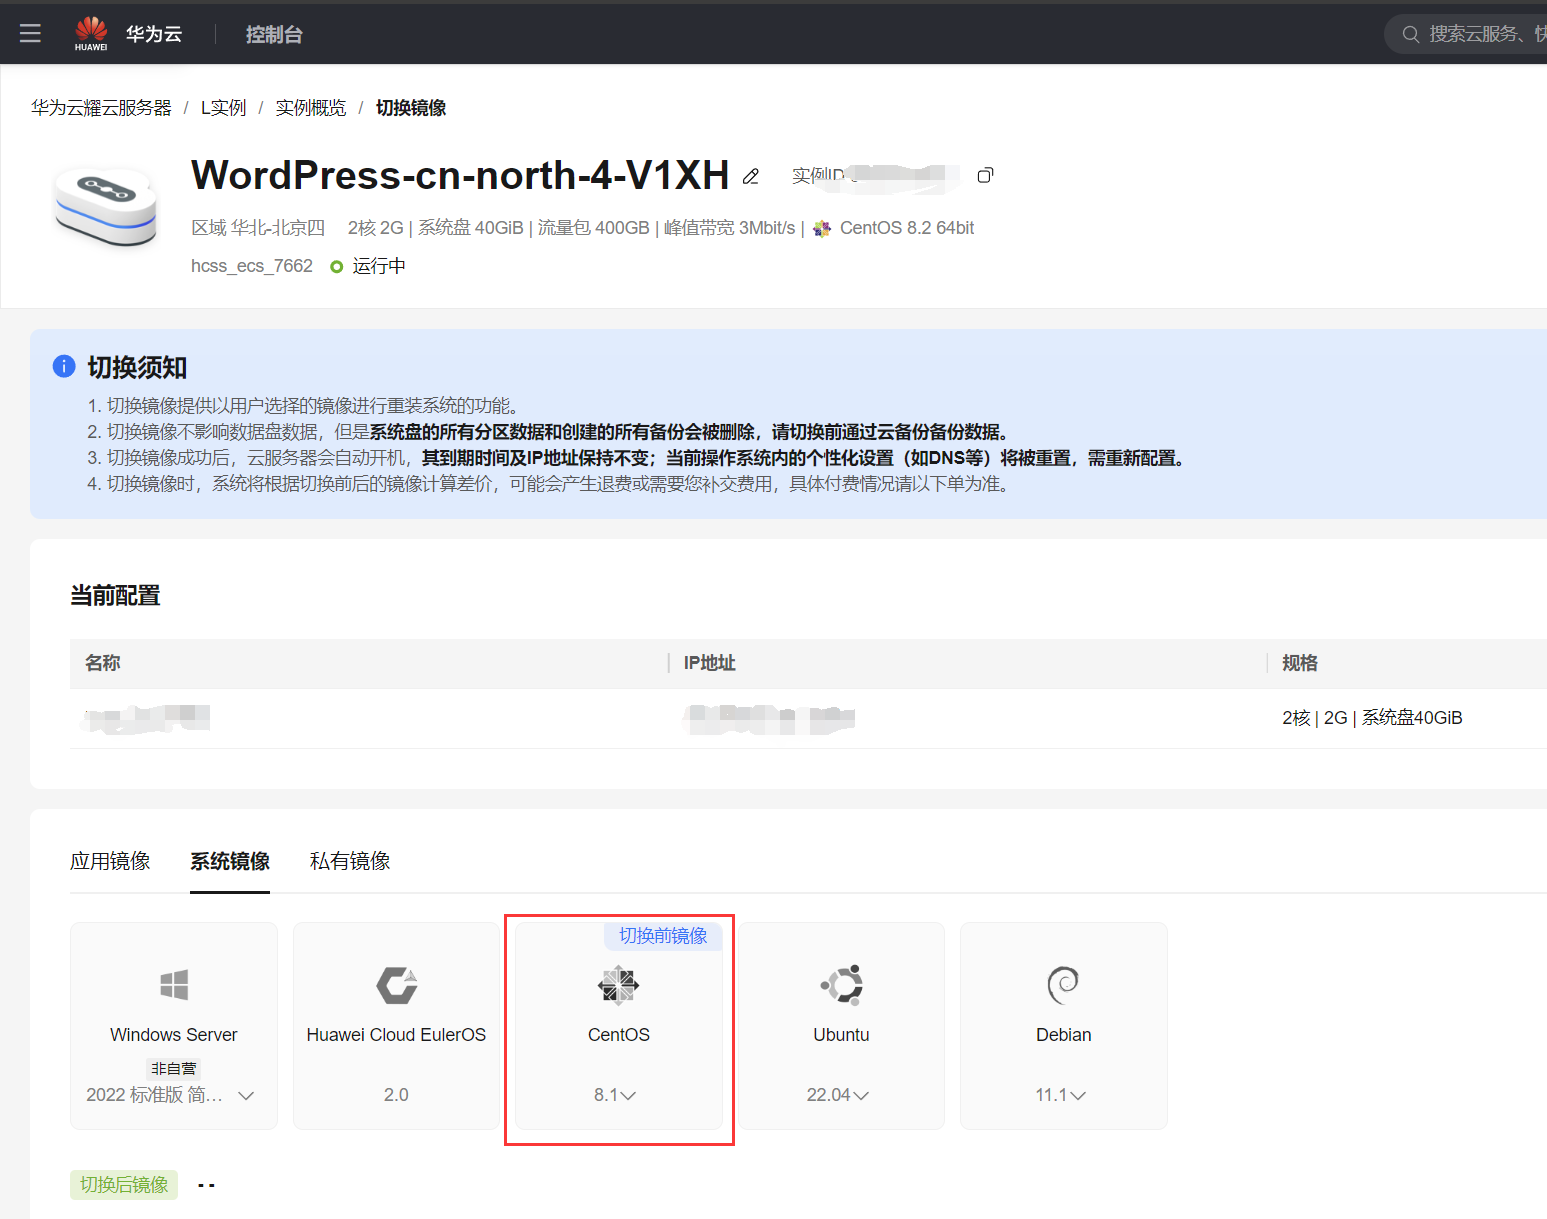 HUAWEI 华为云 控制台 搜索云服务、快
华为云耀云服务器 / L实例 / 实例概览 / 切换镜像
WordPress-cn-north-4-V1XH 实例ID
区域 华北-北京四 2核 2G | 系统盘 40GiB | 流量包 400GB | 峰值带宽 3Mbit/s | CentOS 8.2 64bit
hcss_ecs_7662 运行中
切换须知
1. 切换镜像提供以用户选择的镜像进行重装系统的功能。
2. 切换镜像不影响数据盘数据，但是系统盘的所有分区数据和创建的所有备份会被删除，请切换前通过云备份备份数据。
3. 切换镜像成功后，云服务器会自动开机，其到期时间及IP地址保持不变；当前操作系统内的个性化设置（如DNS等）将被重置，需重新配置。
4. 切换镜像时，系统将根据切换前后的镜像计算差价，可能会产生退费或需要您补交费用，具体付费情况请以下单为准。
当前配置
名称 IP地址 规格
2核 | 2G | 系统盘40GiB
应用镜像 系统镜像 私有镜像
切换前镜像
Windows Server Huawei Cloud EulerOS CentOS Ubuntu Debian
非自营
2022 标准版 简... 2.0 8.1 22.04 11.1
切换后镜像 --